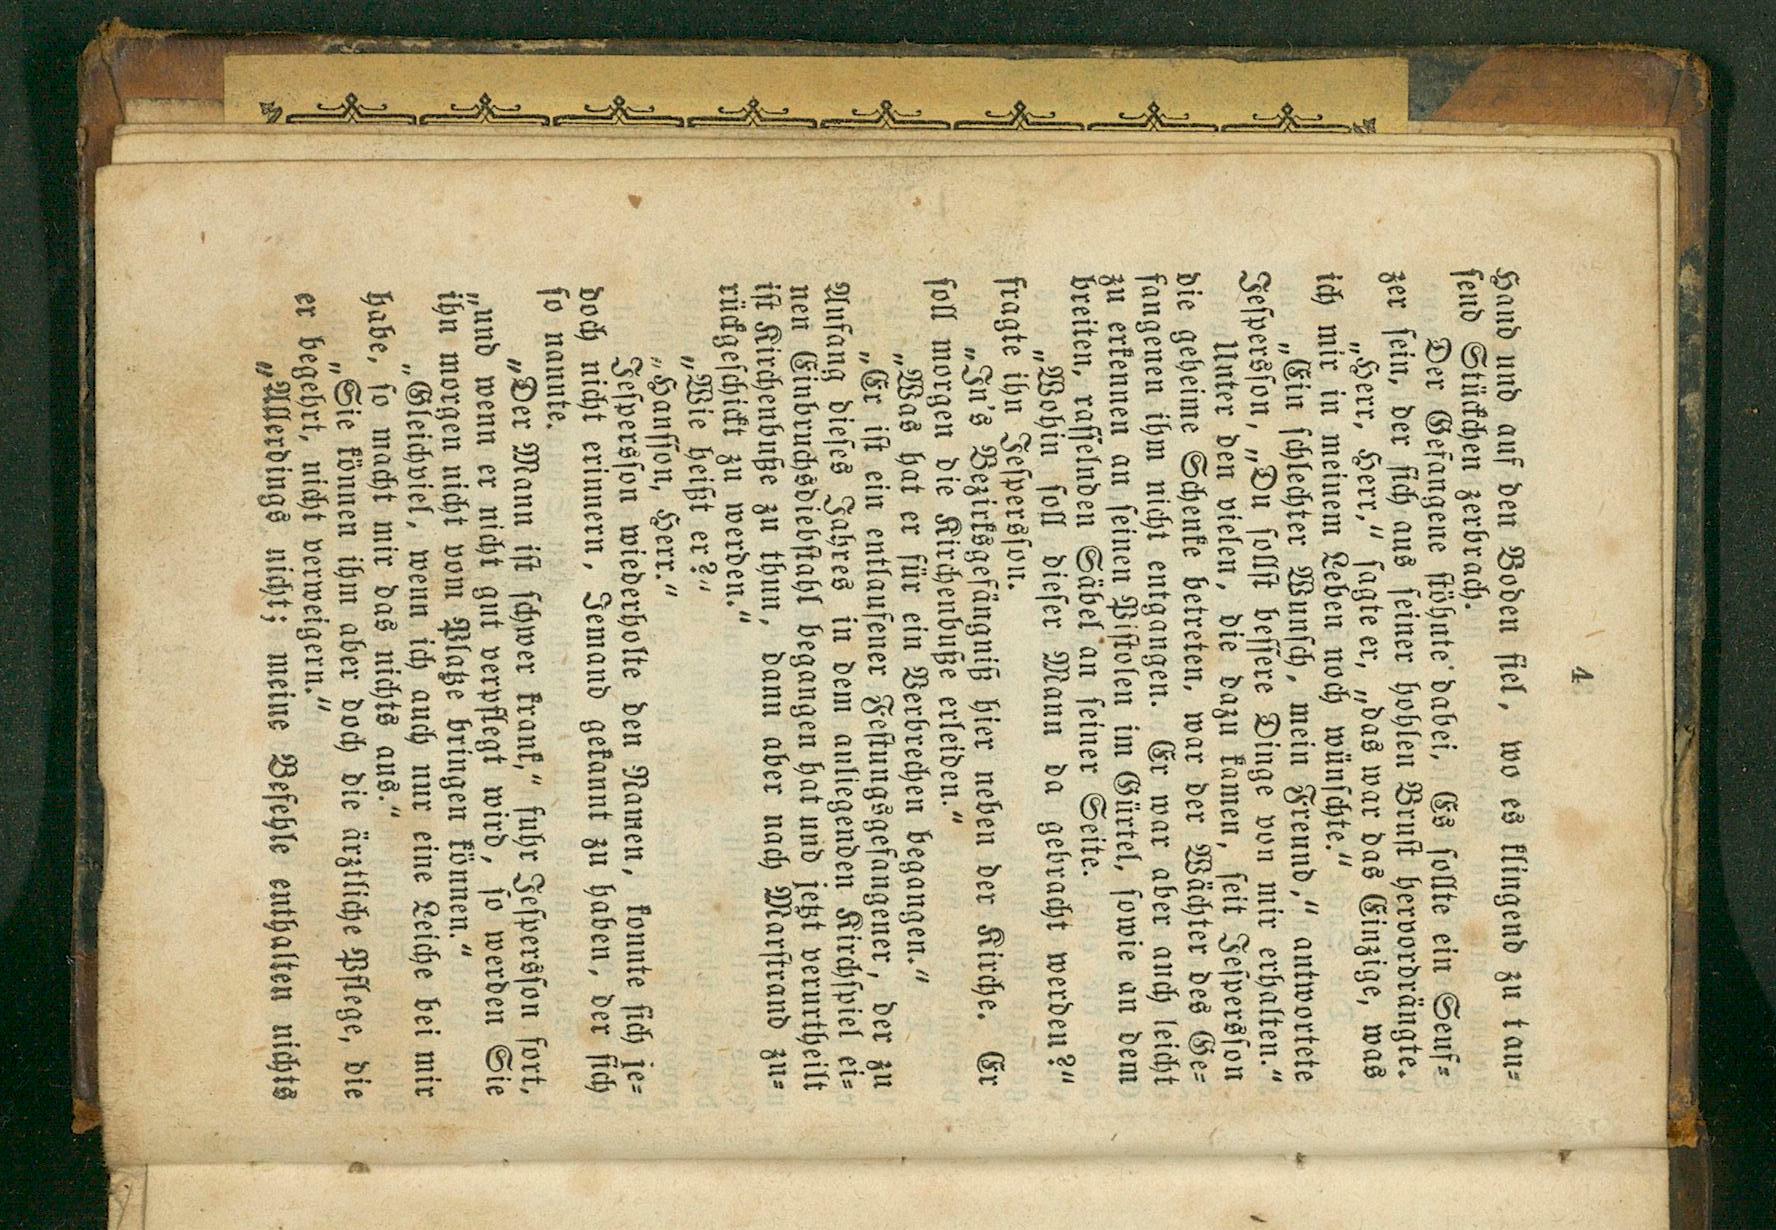 4
Hand und auf den Boden fiel, wo es klingend zu tau-
send Stückchen zerbrach.
Der Gefangene stöhnte dabei. Es sollte ein Seuf-
zer sein, der sich aus seiner hohlen Brust hervordrängte.
„Herr, Herr,“ sagte er, „das war das Einzige, was
ich mir in meinem Leben noch wünschte.“
„Ein schlechter Wunsch, mein Freund,“ antwortete
Jespersson, „Du sollst bessere Dinge von mir erhalten.“
Unter den vielen, die dazu kamen, seit Jespersson
die geheime Schenke betreten, war der Wächter des Ge-
fangenen ihm nicht entgangen. Er war aber auch leicht
zu erkennen an seinen Pistolen im Gürtel, sowie an dem
breiten, rasselnden Säbel an seiner Seite.
„Wohin soll dieser Mann da gebracht werden?“
fragte ihn Jespersson.
„In's Bezirksgefängniß hier neben der Kirche. Er
soll morgen die Kirchenbuße erleiden.“
„Was hat er für ein Verbrechen begangen.“
„Er ist ein entlaufener Festungsgefangener, der zu
Anfang dieses Jahres in dem anliegenden Kirchspiel ei-
nen Einbruchsdiebstahl begangen hat und jetzt verurtheilt
ist Kirchenbuße zu thun, dann aber nach Marstrand zu-
rückgeschickt zu werden.“
„Wie heißt er?“
„Hansson, Herr.“
Jespersson wiederholte den Namen, konnte sich je-
doch nicht erinnern, Jemand gekannt zu haben, der sich
so nannte.
„Der Mann ist schwer krank,“ fuhr Jespersson fort,
„und wenn er nicht gut verpflegt wird, so werden Sie
ihn morgen nicht vom Platze bringen können.“
„Gleichviel, wenn ich auch nur eine Leiche bei mir
habe, so macht mir das nichts aus.“
„Sie können ihm aber doch die ärztliche Pflege, die
er begehrt, nicht verweigern.“
„Allerdings nicht; meine Befehle enthalten nichts